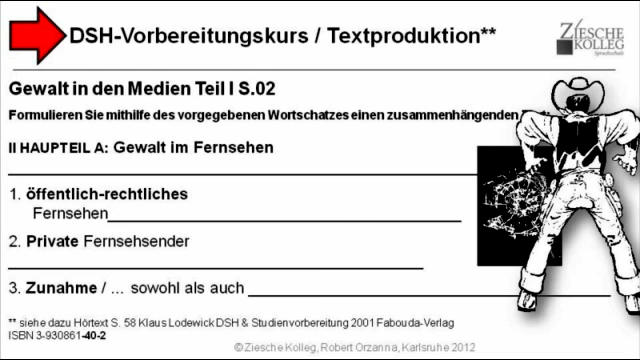 DSH-Vorbereitungskurs / Textproduktion**
ZIESCHE
KOLLEG
Sprachschule
Gewalt in den Medien Teil I S.02
Formulieren Sie mithilfe des vorgegebenen Wortschatzes einen zusammenhängenden
II HAUPTEIL A: Gewalt im Fernsehen
1. öffentlich-rechtliches
Fernsehen
2. Private Fernsehsender
3. Zunahme / ... sowohl als auch
** siehe dazu Hörtext S. 58 Klaus Lodewick DSH & Studienvorbereitung 2001 Fabouda-Verlag
ISBN 3-930861-40-2
©Ziesche Kolleg, Robert Orzanna, Karlsruhe 2012